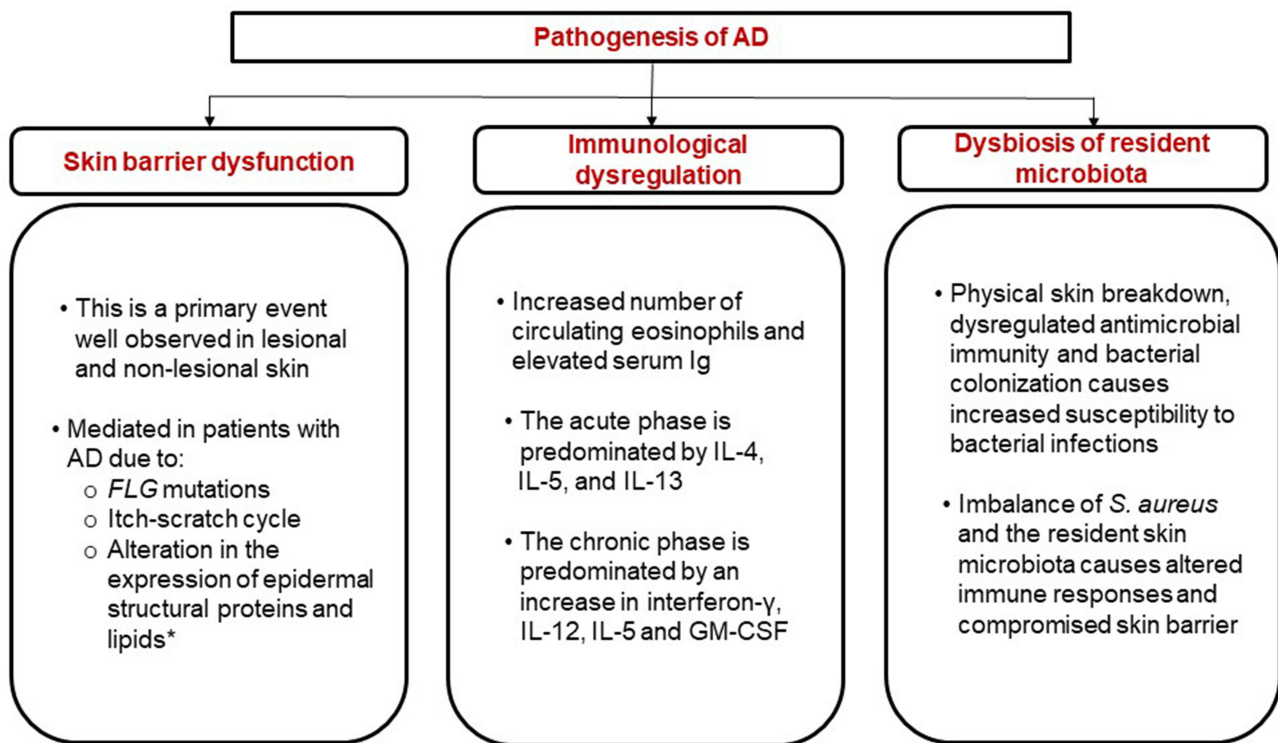 Pathogenesis of AD
Skin barrier dysfunction
• This is a primary event
well observed in lesional
and non-lesional skin
• Mediated in patients with
AD due to:
o FLG mutations
o Itch-scratch cycle
o Alteration in the
expression of epidermal
structural proteins and
lipids*
Immunological
dysregulation
• Increased number of
circulating eosinophils and
elevated serum Ig
• The acute phase is
predominated by IL-4,
IL-5, and IL-13
• The chronic phase is
predominated by an
increase in interferon-γ,
IL-12, IL-5 and GM-CSF
Dysbiosis of resident
microbiota
• Physical skin breakdown,
dysregulated antimicrobial
immunity and bacterial
colonization causes
increased susceptibility to
bacterial infections
• Imbalance of S. aureus
and the resident skin
microbiota causes altered
immune responses and
compromised skin barrier